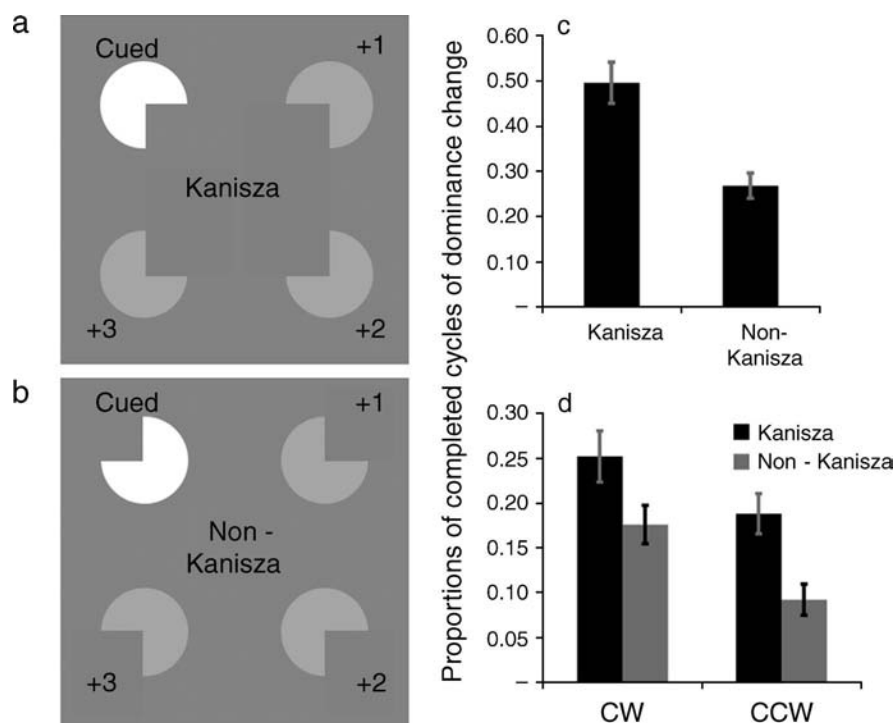 a
Cued
+1
Kanisza
+3
+2
b
Cued
+1
Non -
Kanisza
+3
+2
Proportions of completed cycles of dominance change
c
0.60
0.50
0.40
0.30
0.20
0.10
–
Kanisza
Non-
Kanisza
d
0.30
0.25
0.20
0.15
0.10
0.05
–
Kanisza
Non - Kanisza
CW
CCW